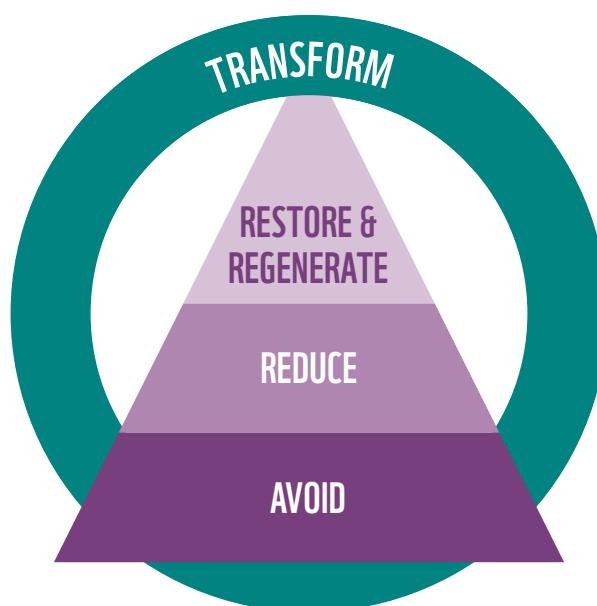 TRANSFORM
RESTORE &
REGENERATE
REDUCE
AVOID